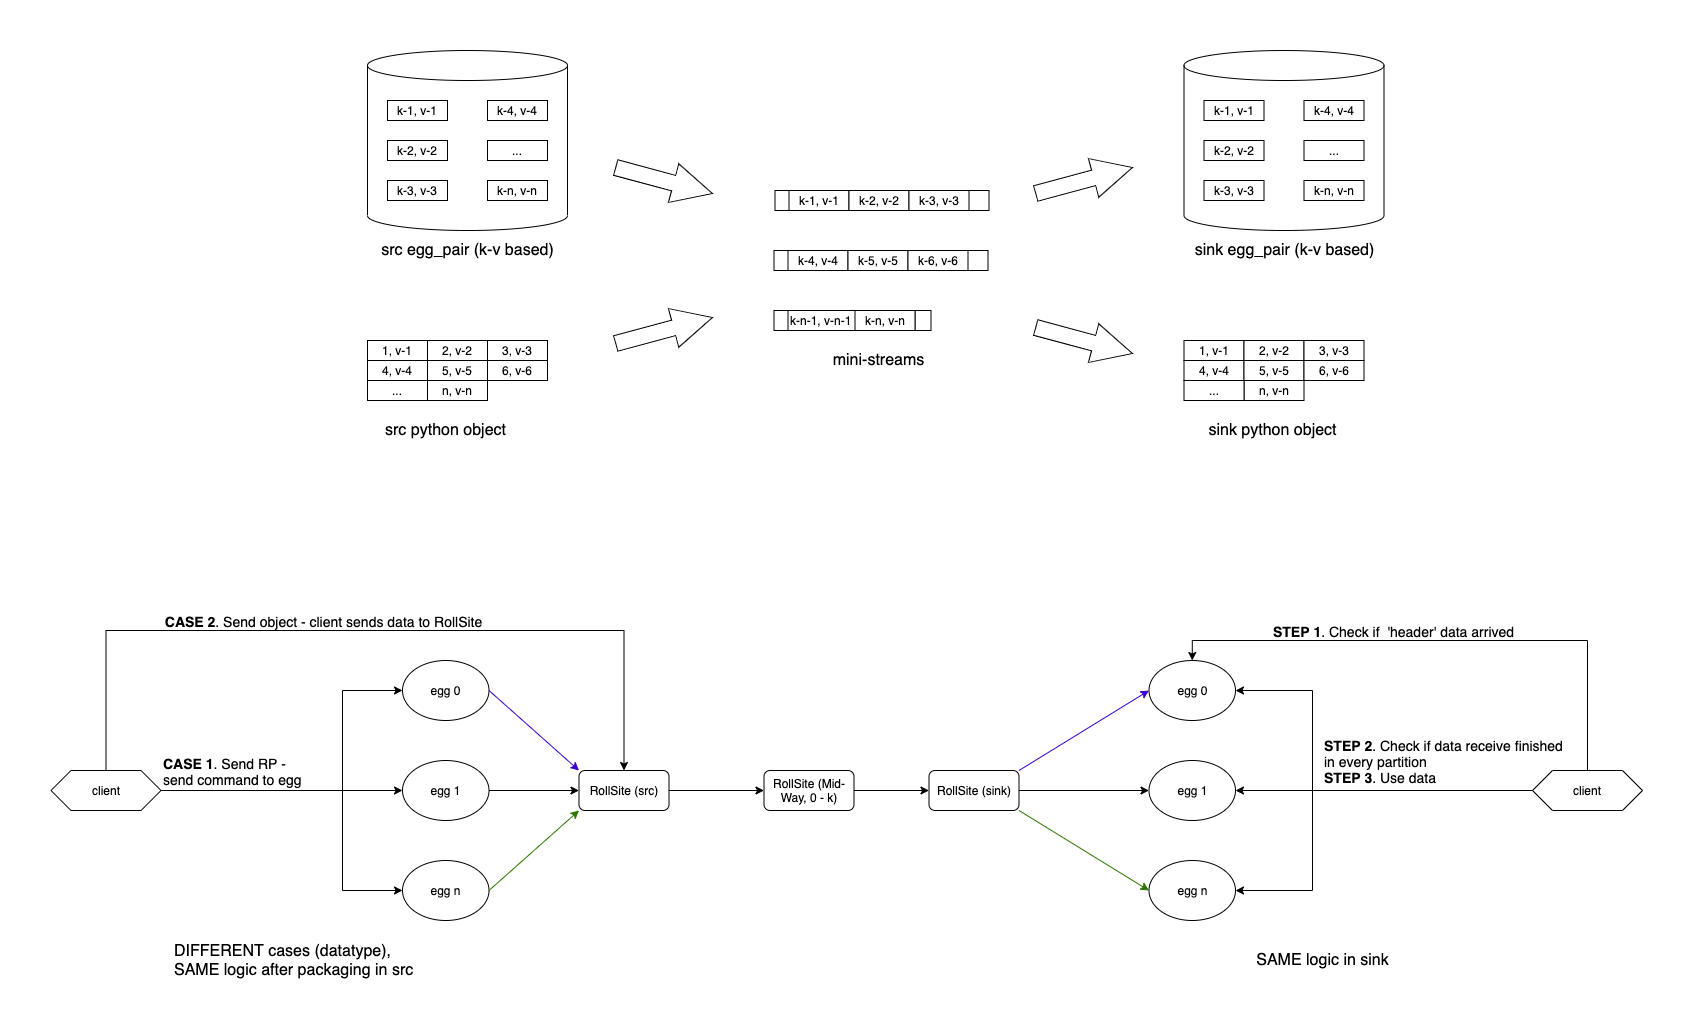 k-1, v-1
k-4, v-4
k-2, v-2
...
k-3, v-3
k-n, v-n
src egg_pair (k-v based)
1, v-1 2, v-2 3, v-3
4, v-4 5, v-5 6, v-6
... n, v-n
src python object
k-1, v-1 k-2, v-2 k-3, v-3
k-4, v-4 k-5, v-5 k-6, v-6
k-n-1, v-n-1 k-n, v-n
mini-streams
k-1, v-1
k-4, v-4
k-2, v-2
...
k-3, v-3
k-n, v-n
sink egg_pair (k-v based)
1, v-1 2, v-2 3, v-3
4, v-4 5, v-5 6, v-6
... n, v-n
sink python object
CASE 2. Send object - client sends data to RollSite
CASE 1. Send RP -
send command to egg
client
egg 0
egg 1
egg n
RollSite (src)
RollSite (Mid-
Way, 0 - k)
RollSite (sink)
STEP 1. Check if 'header' data arrived
egg 0
egg 1
egg n
STEP 2. Check if data receive finished
in every partition
STEP 3. Use data
client
DIFFERENT cases (datatype),
SAME logic after packaging in src
SAME logic in sink